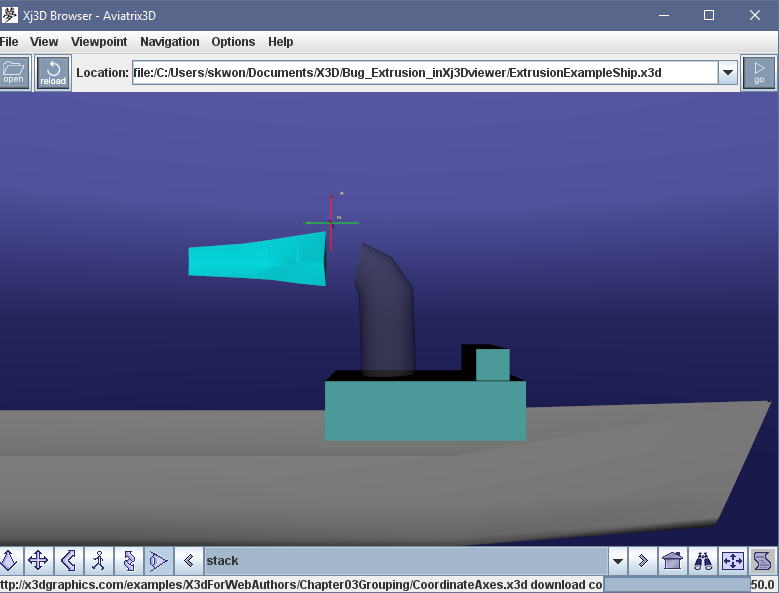 夢 Xj3D Browser - Aviatrix3D
File View Viewpoint Navigation Options Help
open reload Location: file:/C:/Users/skwon/Documents/X3D/Bug_Extrusion_inXj3Dviewer/ExtrusionExampleShip.x3d go
stack
ttp://x3dgraphics.com/examples/X3dForWebAuthors/Chapter03Grouping/CoordinateAxes.x3d download co 50.0